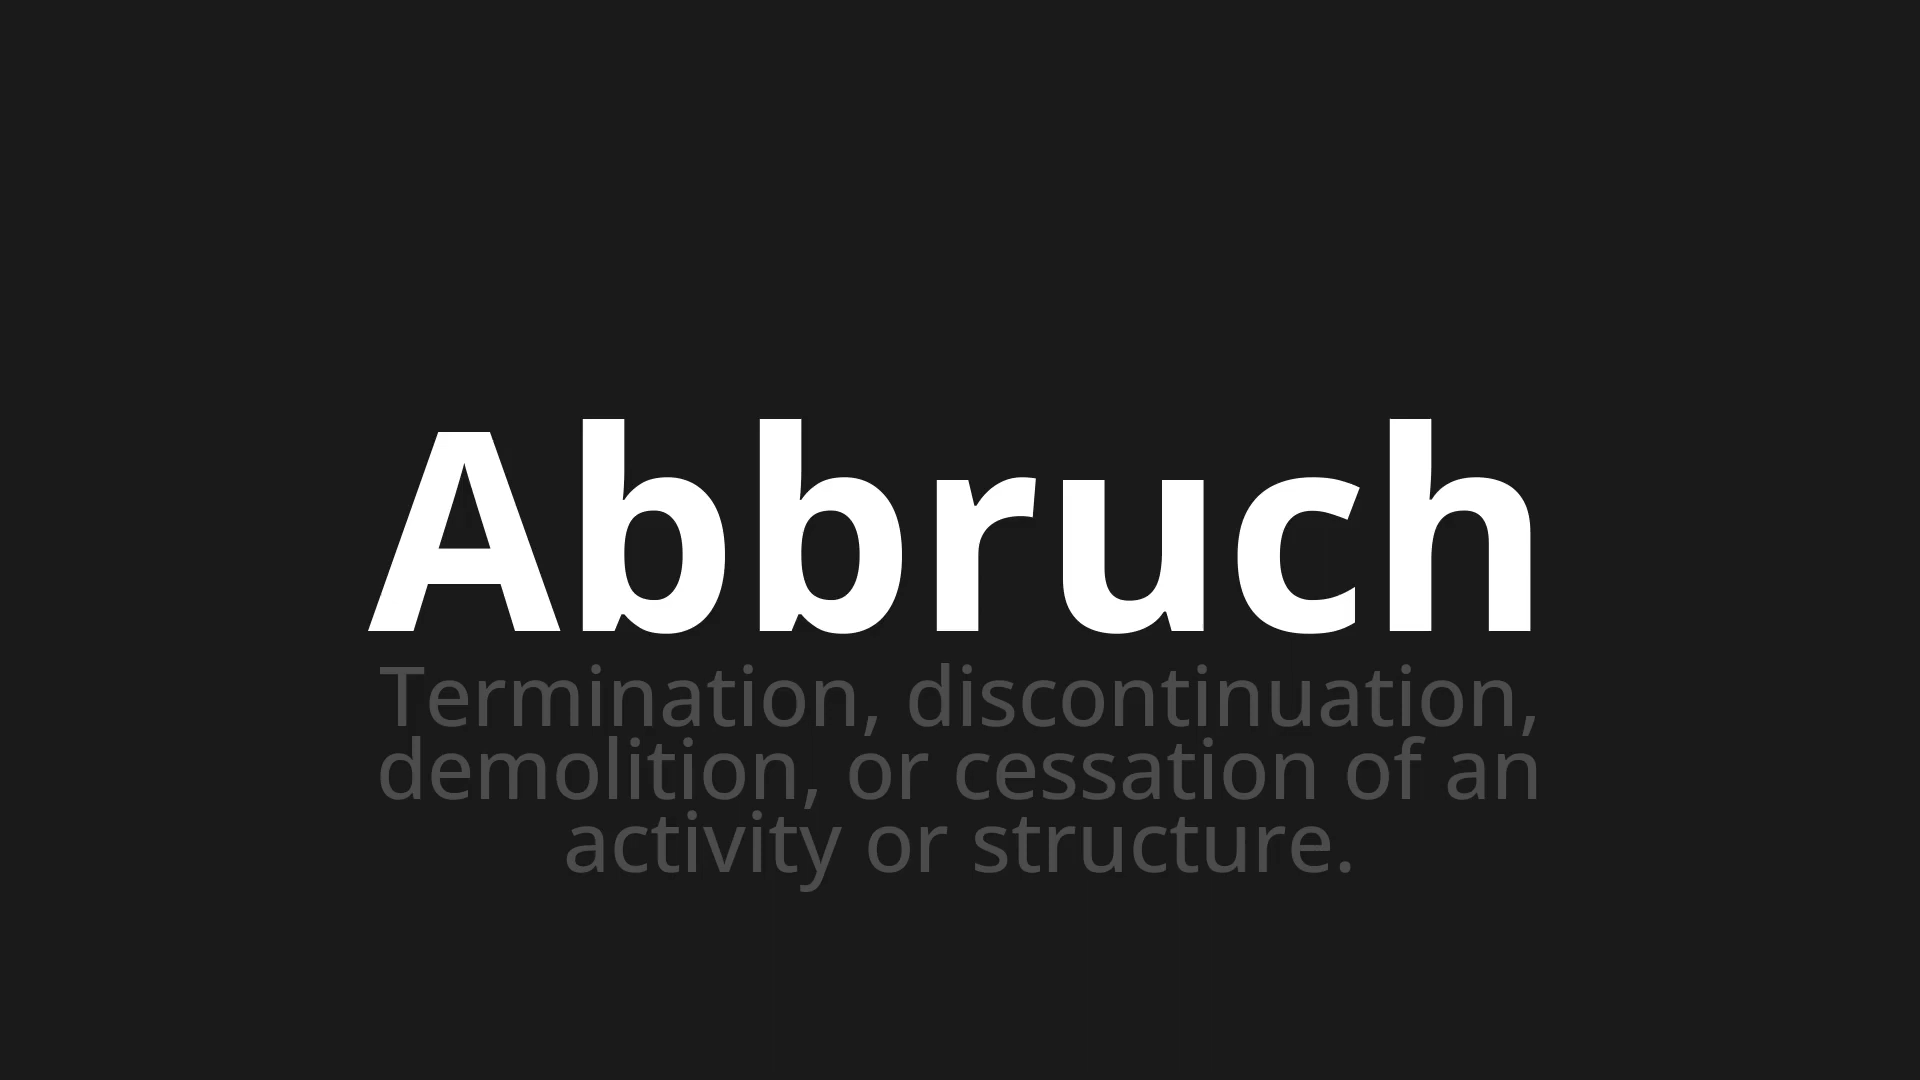 Abbruch
Termination, discontinuation,
demolition, or cessation of an
activity or structure.